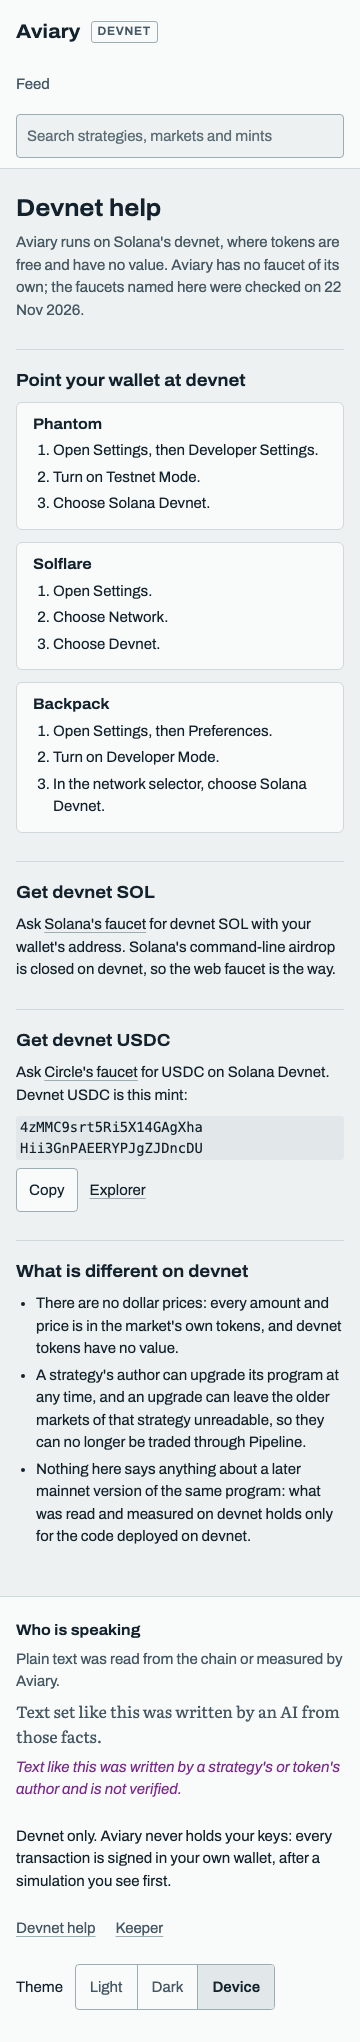 Aviary DEVNET
Feed
Search strategies, markets and mints
Devnet help
Aviary runs on Solana's devnet, where tokens are
free and have no value. Aviary has no faucet of its
own; the faucets named here were checked on 22
Nov 2026.
Point your wallet at devnet
Phantom
1. Open Settings, then Developer Settings.
2. Turn on Testnet Mode.
3. Choose Solana Devnet.
Solflare
1. Open Settings.
2. Choose Network.
3. Choose Devnet.
Backpack
1. Open Settings, then Preferences.
2. Turn on Developer Mode.
3. In the network selector, choose Solana
Devnet.
Get devnet SOL
Ask Solana's faucet for devnet SOL with your
wallet's address. Solana's command-line airdrop
is closed on devnet, so the web faucet is the way.
Get devnet USDC
Ask Circle's faucet for USDC on Solana Devnet.
Devnet USDC is this mint:
4zMMC9srt5Ri5X14GAgXha
Hii3GnPAEERYPJgZJDncDU
Copy Explorer
What is different on devnet
• There are no dollar prices: every amount and
price is in the market's own tokens, and devnet
tokens have no value.
• A strategy's author can upgrade its program at
any time, and an upgrade can leave the older
markets of that strategy unreadable, so they
can no longer be traded through Pipeline.
• Nothing here says anything about a later
mainnet version of the same program: what
was read and measured on devnet holds only
for the code deployed on devnet.
Who is speaking
Plain text was read from the chain or measured by
Aviary.
Text set like this was written by an AI from
those facts.
Text like this was written by a strategy's or token's
author and is not verified.
Devnet only. Aviary never holds your keys: every
transaction is signed in your own wallet, after a
simulation you see first.
Devnet help Keeper
Theme Light Dark Device